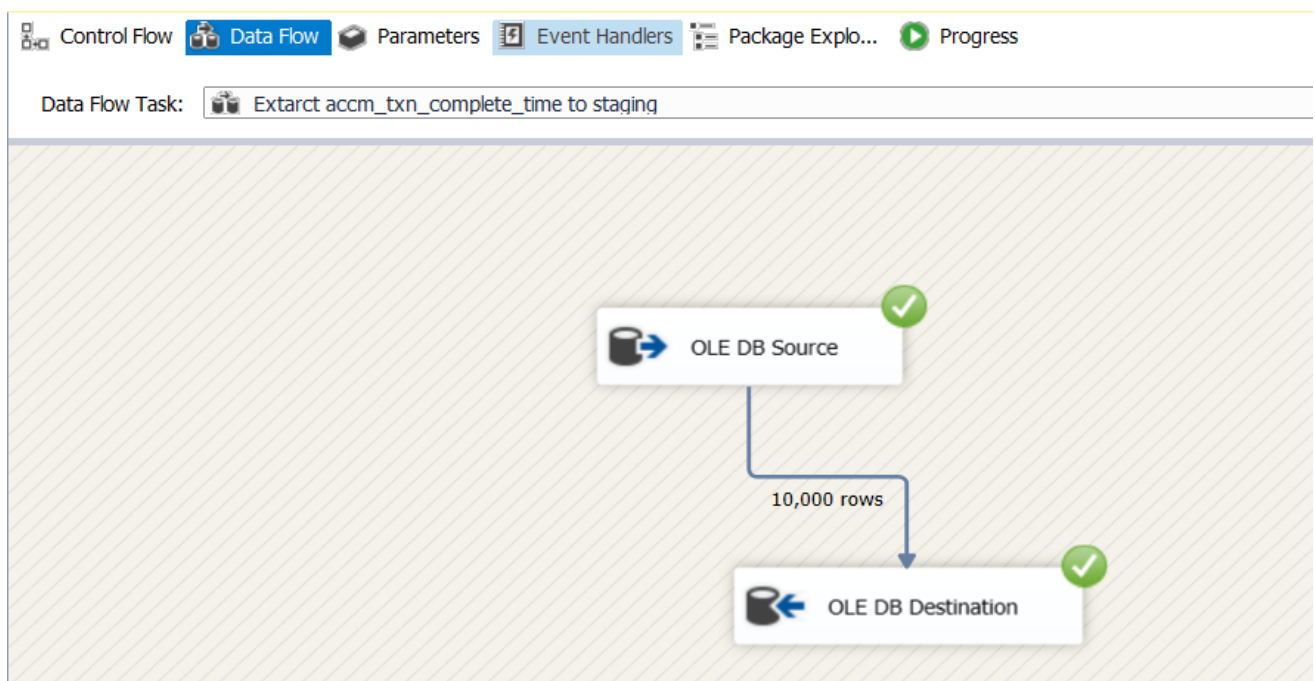 Control Flow Data Flow Parameters Event Handlers Package Explo... Progress
Data Flow Task: Extarct accm_txn_complete_time to staging
OLE DB Source
10,000 rows
OLE DB Destination